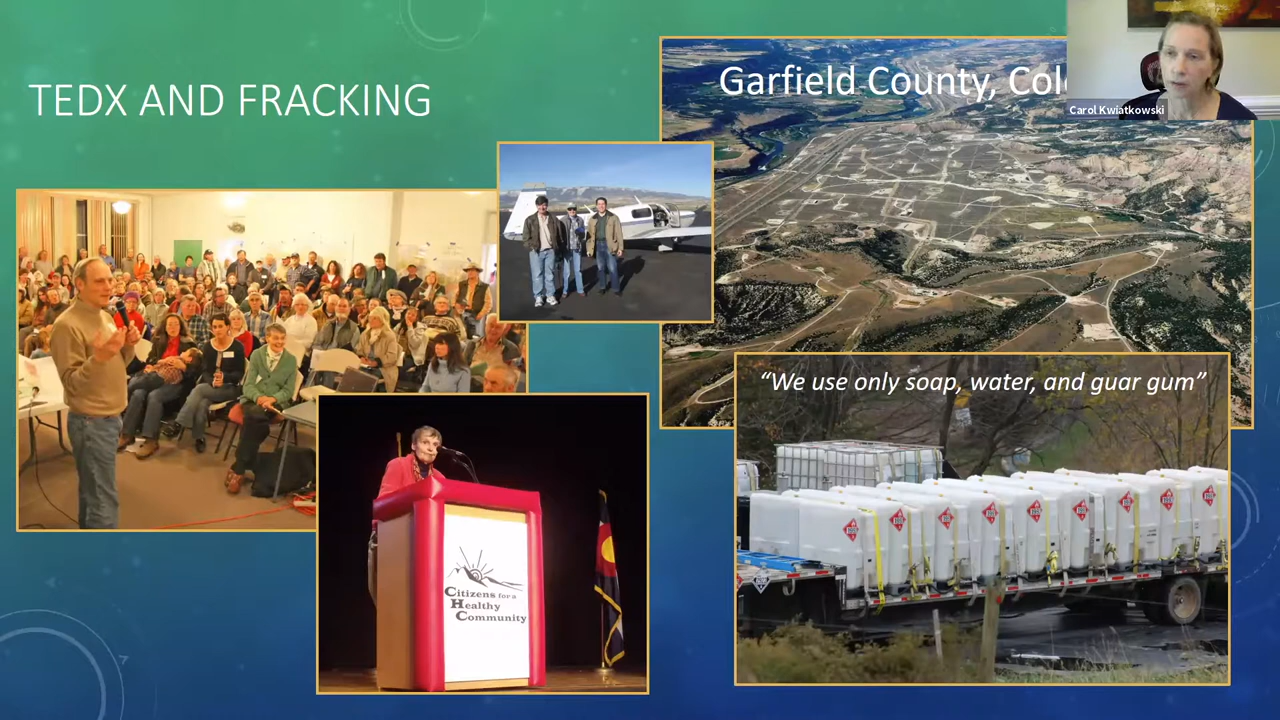 TEDX AND FRACKING
Garfield County, Col
Carol Kwiatkowski
"We use only soap, water, and guar gum"
Citizens for a
Healthy
Community